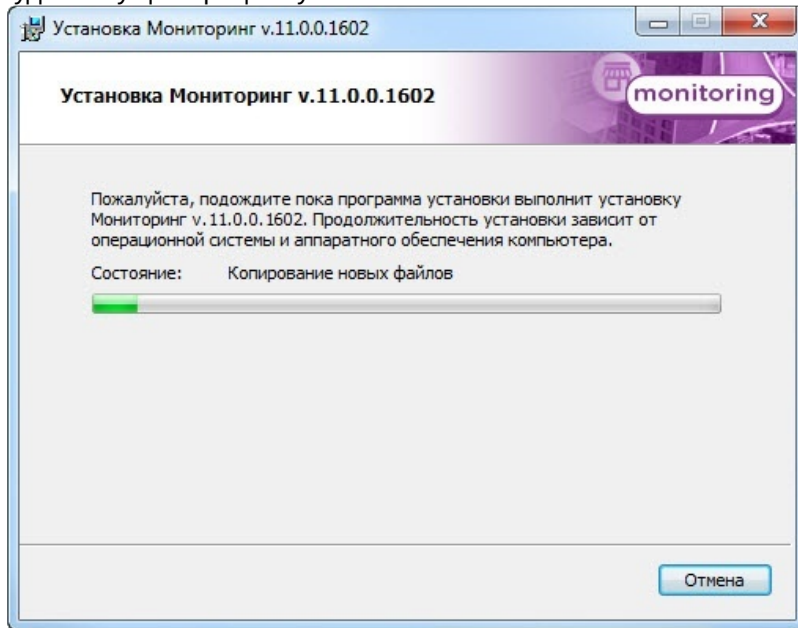 Установка Мониторинг v.11.0.0.1602
Установка Мониторинг v.11.0.0.1602
monitoring
Пожалуйста, подождите пока программа установки выполнит установку
Мониторинг v.11.0.0.1602. Продолжительность установки зависит от
операционной системы и аппаратного обеспечения компьютера.
Состояние: Копирование новых файлов
Отмена